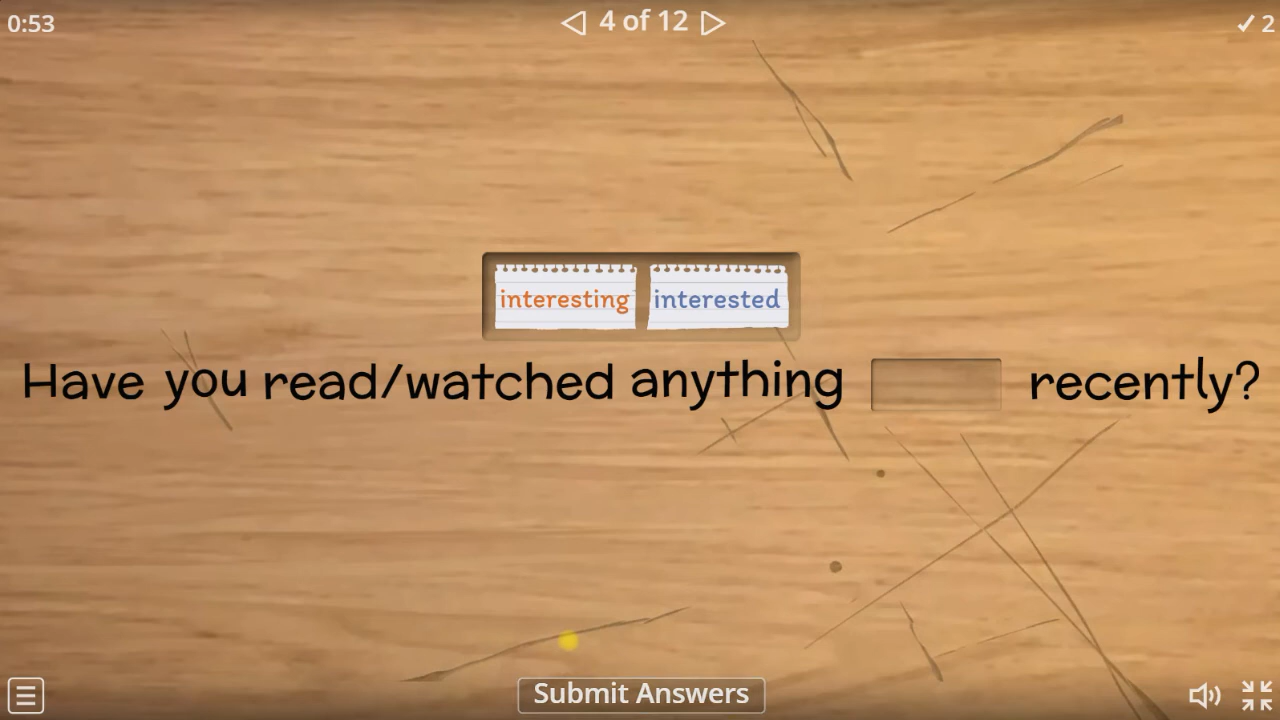 0:53
4 of 12
✓ 2
interesting interested
Have you read/watched anything recently?
Submit Answers